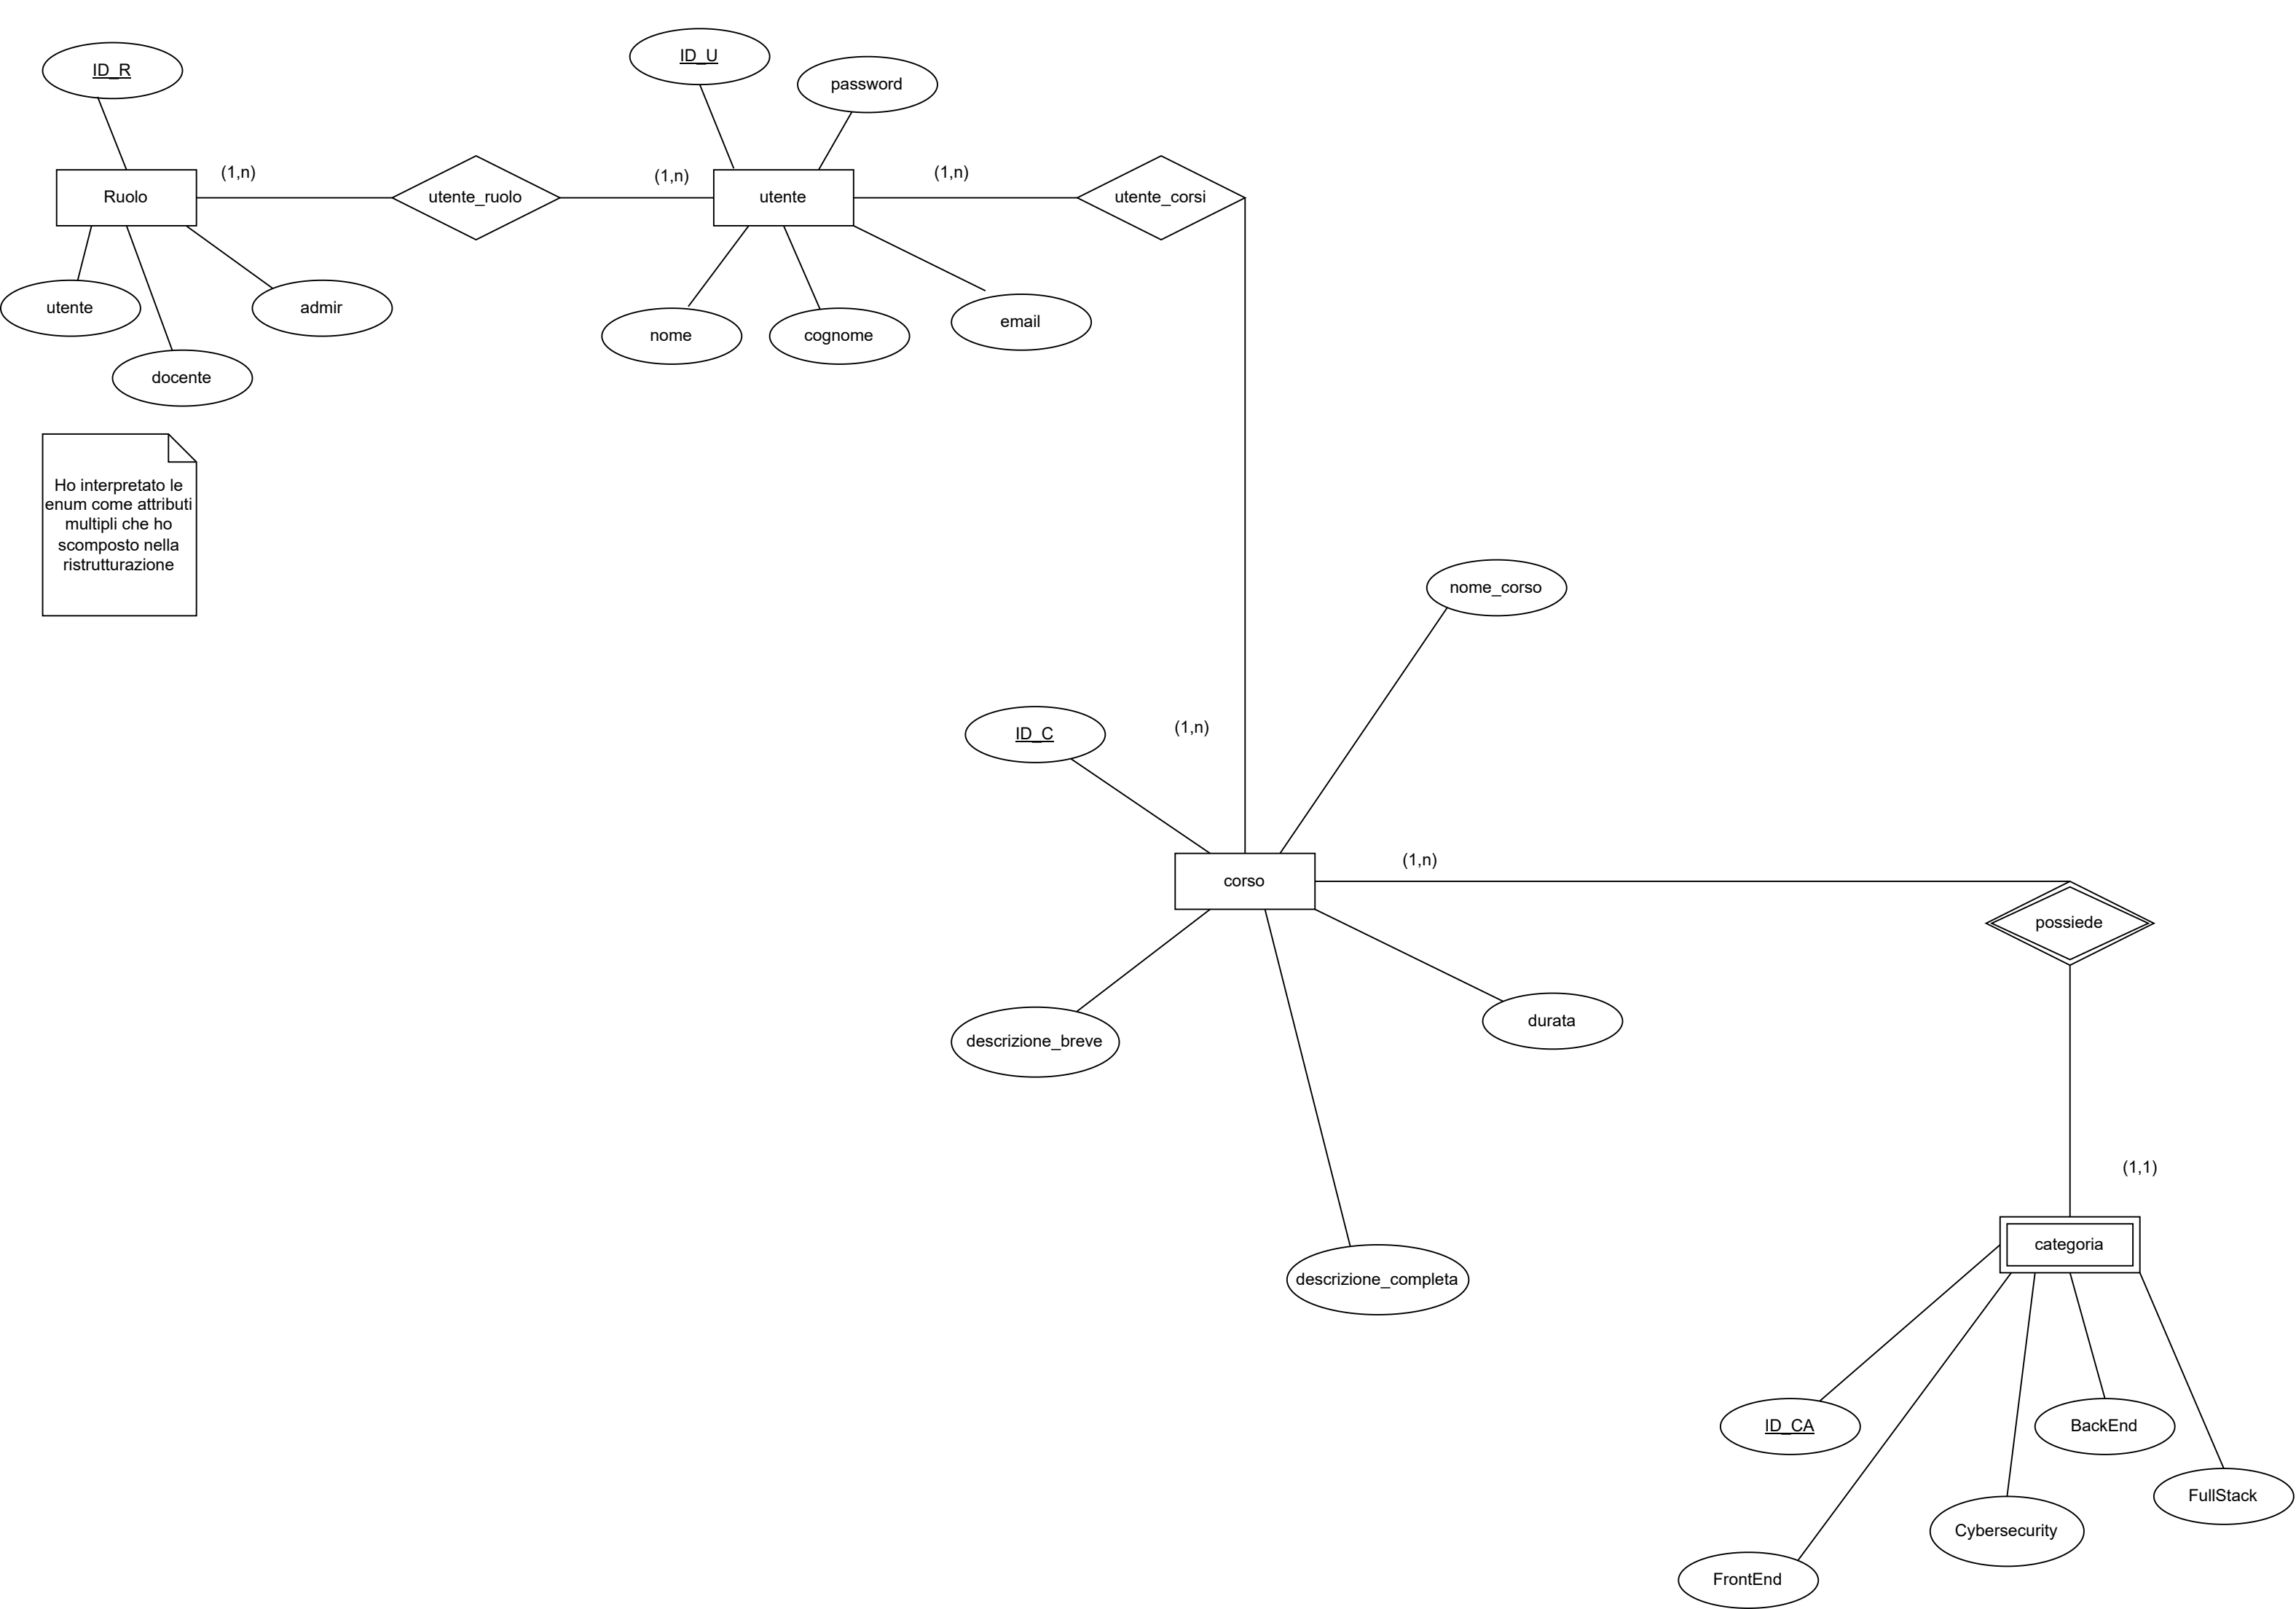 ID_U
ID_R
password
(1,n)
(1,n)
(1,n)
Ruolo
utente_ruolo
utente
utente_corsi
utente
admir
email
nome
cognome
docente
Ho interpretato le
enum come attributi
multipli che ho
scomposto nella
ristrutturazione
nome_corso
(1,n)
ID_C
(1,n)
corso
possiede
durata
descrizione_breve
(1,1)
categoria
descrizione_completa
ID_CA
BackEnd
FullStack
Cybersecurity
FrontEnd